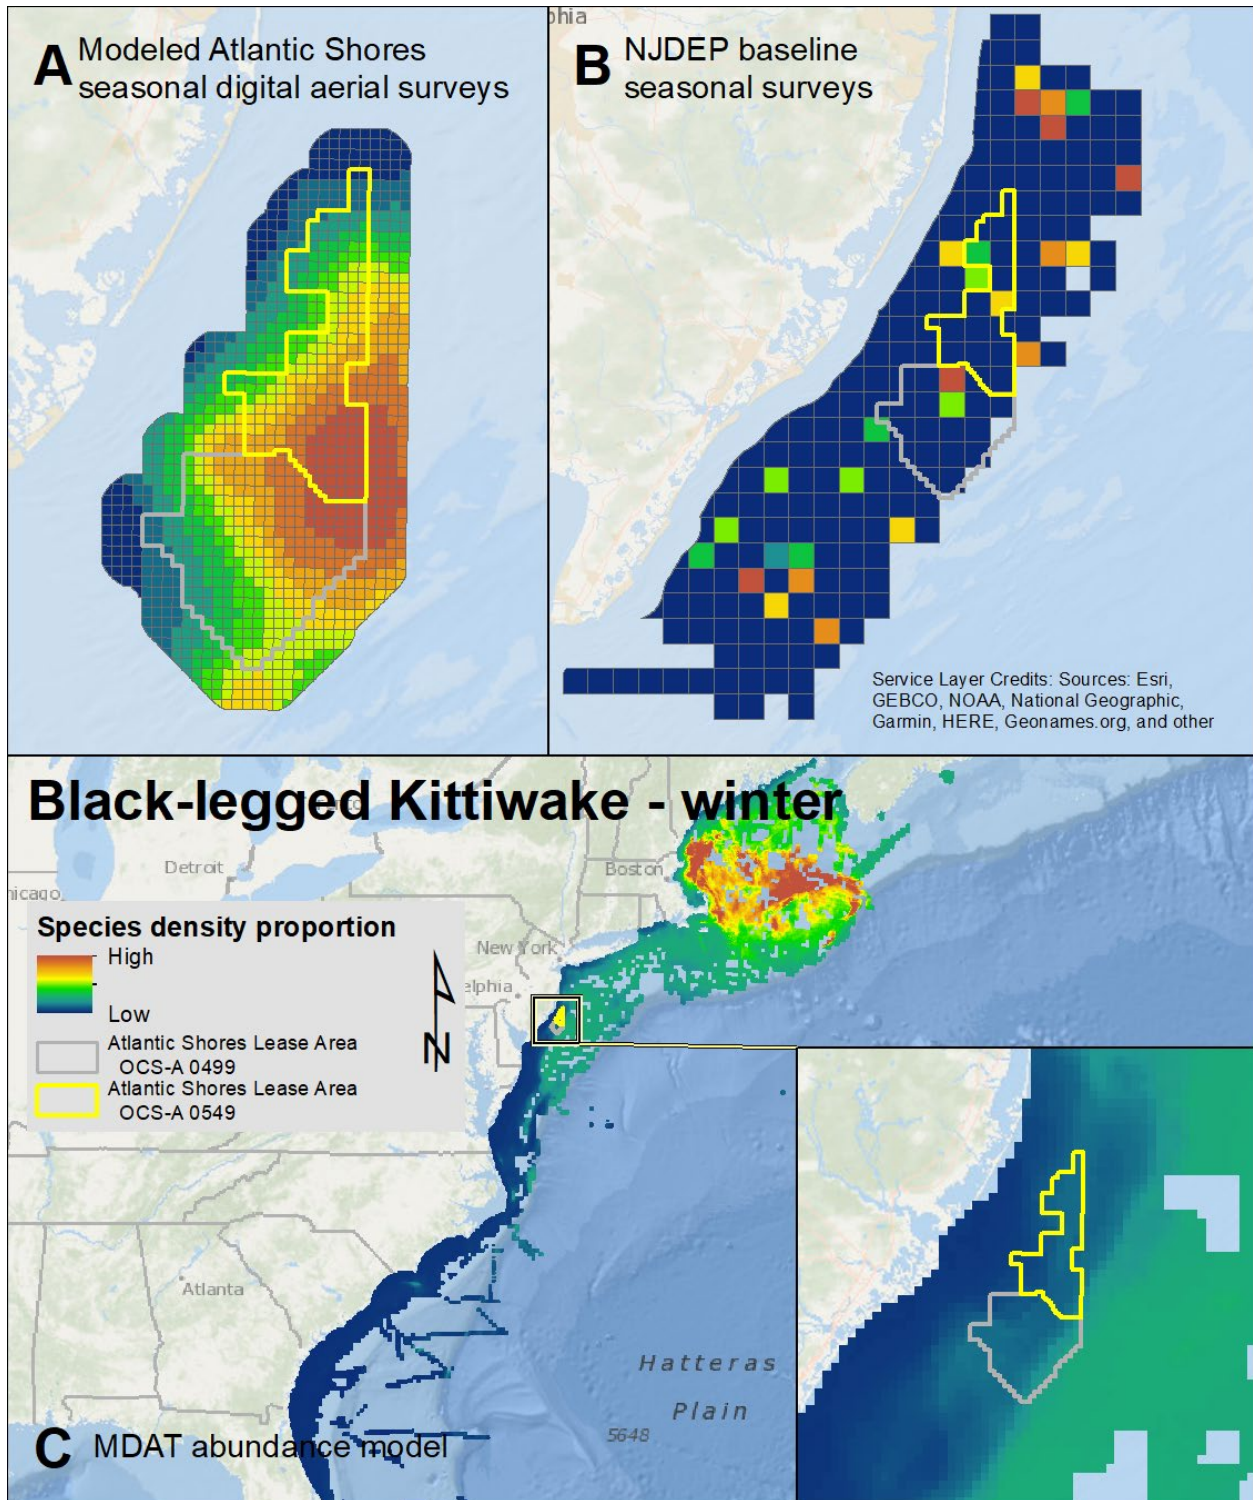 phia
A Modeled Atlantic Shores
seasonal digital aerial surveys
B NJDEP baseline
seasonal surveys
Service Layer Credits: Sources: Esri,
GEBCO, NOAA, National Geographic,
Garmin, HERE, Geonames.org, and other
Black-legged Kittiwake - winter
Detroit
Boston
hicago
Species density proportion
High
Low
New York
elphia
Atlantic Shores Lease Area
OCS-A 0499
Atlantic Shores Lease Area
OCS-A 0549
N
Atlanta
Hatteras
Plain
5648
C MDAT abundance model